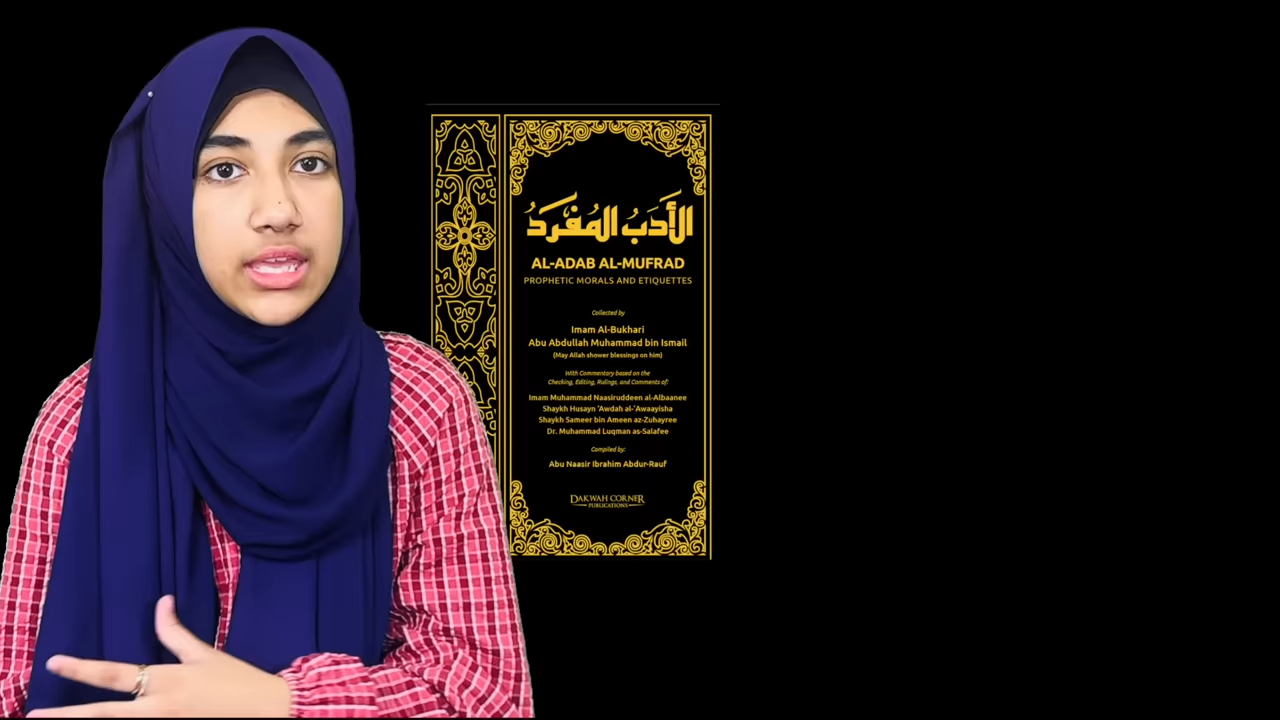 الأَدَبُ المُفْرَدُ
AL-ADAB AL-MUFRAD
PROPHETIC MORALS AND ETIQUETTES
Collected by
Imam Al-Bukhari
Abu Abdullah Muhammad bin Ismail
(May Allah shower blessings on him)
With Commentary based on the
Checking, Editing, Rulings, and Comments of:
Imam Muhammad Naasiruddeen al-Albaanee
Shaykh Husayn 'Awdah al-'Awaayisha
Shaykh Sameer bin Ameen az-Zuhayree
Dr. Muhammad Luqman as-Salafee
Compiled by:
Abu Naasir Ibrahim Abdur-Rauf
DAKWAH CORNER
PUBLICATIONS